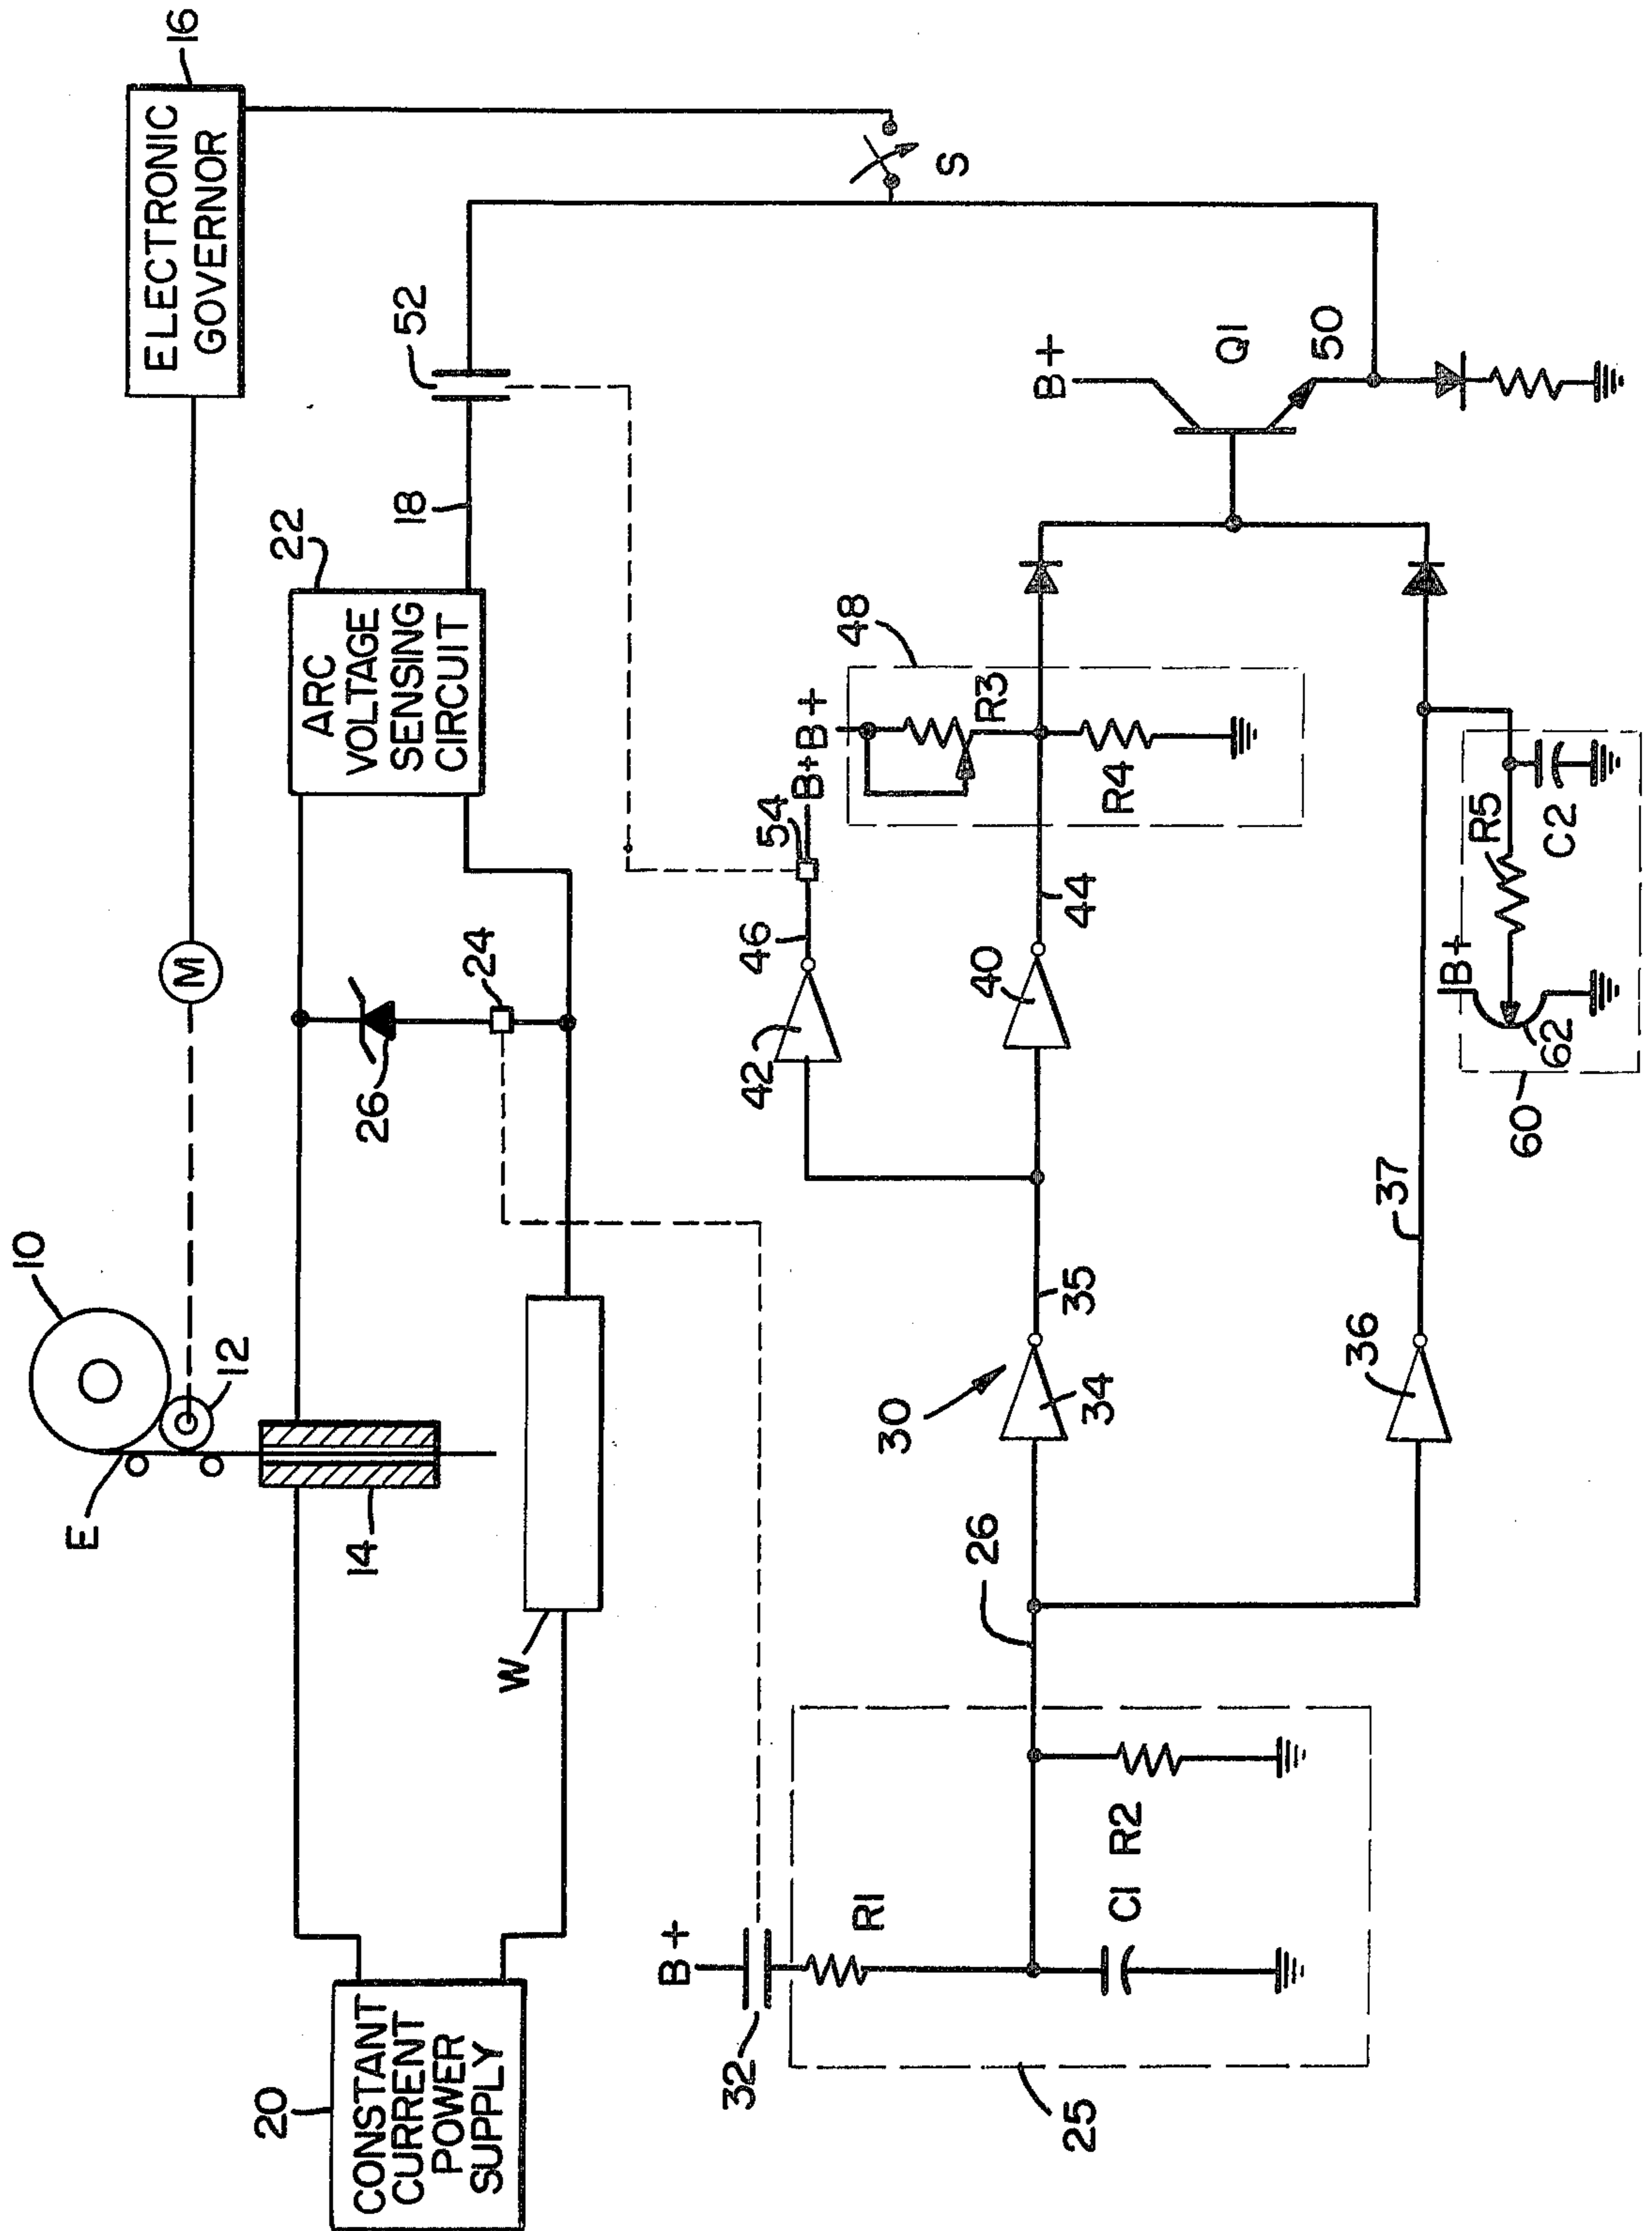 10
E
12
14
M
ELECTRONIC
GOVERNOR
16
20
CONSTANT
CURRENT
POWER
SUPPLY
W
26
24
22
ARC
VOLTAGE
SENSING
CIRCUIT
18
52
S
B+
32
R1
C1
R2
25
26
30
34
35
36
37
42
46
54
B+
40
44
48
B+
R3
R4
B+
Q1
50
60
B+
62
R5
C2